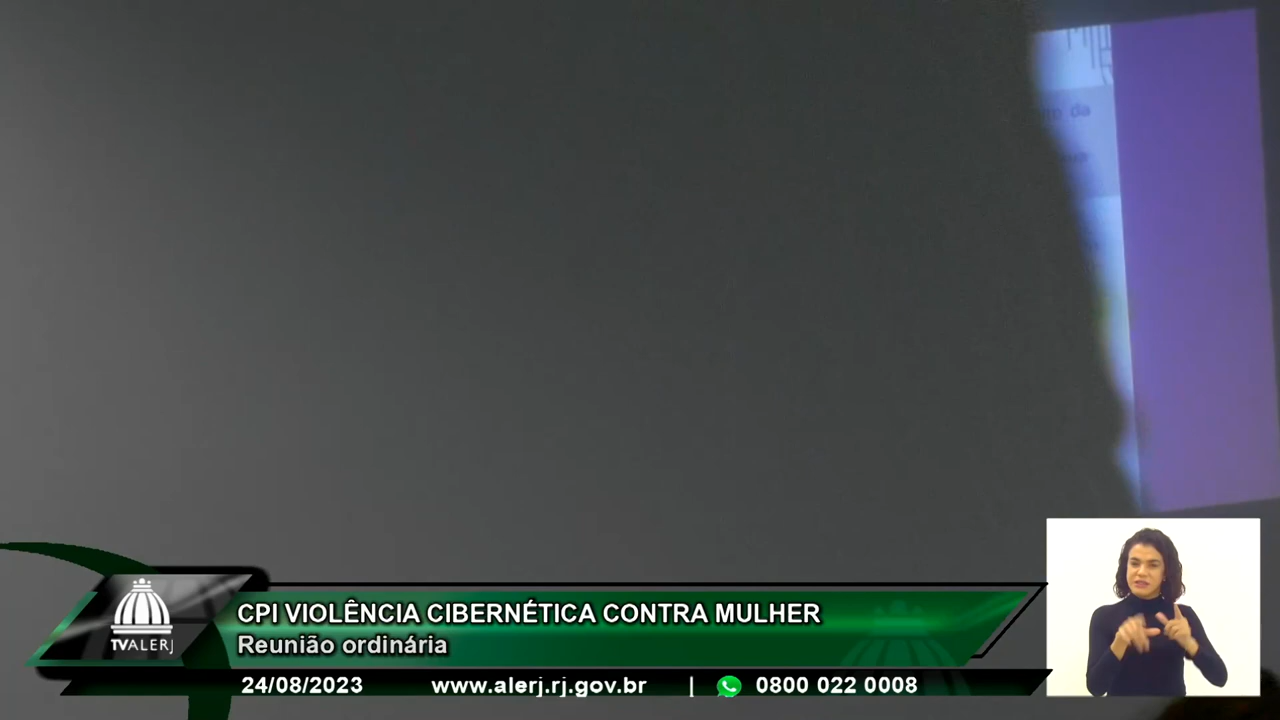 da
CPI VIOLÊNCIA CIBERNÉTICA CONTRA MULHER
Reunião ordinária
TVALERJ
24/08/2023 www.alerj.rj.gov.br | 0800 022 0008